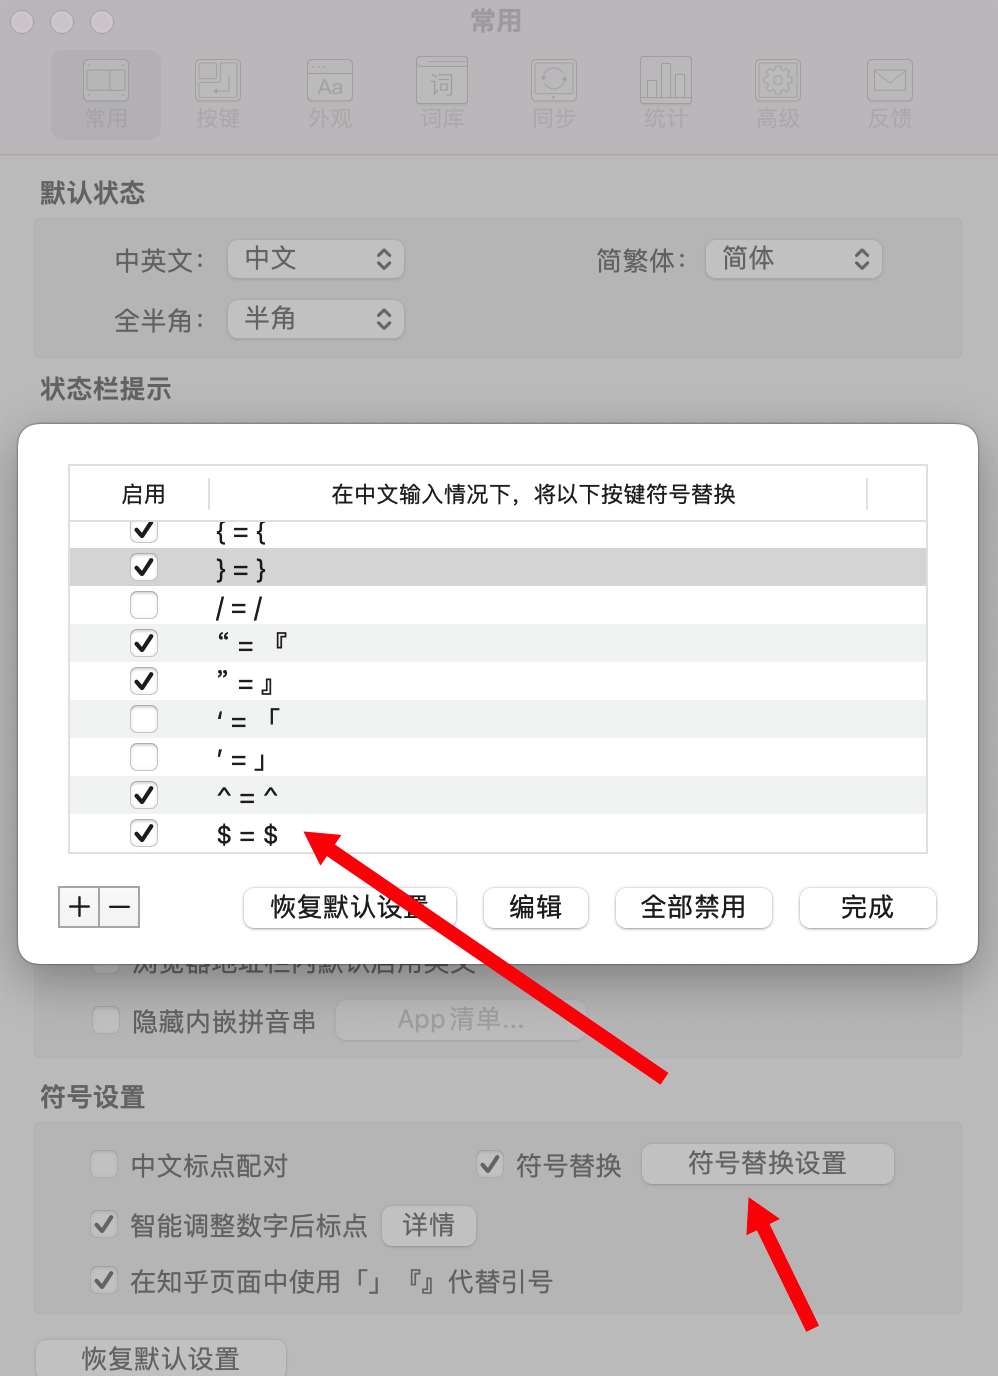 常用
常用 按键 外观 词库 同步 统计 高级 反馈
默认状态
中英文： 中文 简繁体： 简体
全半角： 半角
状态栏提示
启用 在中文输入情况下，将以下按键符号替换
{ = {
} = }
/ = /
“ = 『
” = 』
‘ = 「
’ = 」
^ = ^
$ = $
恢复默认设置 编辑 全部禁用 完成
浏览器地址栏内默认启用英文
隐藏内嵌拼音串 App 清单...
符号设置
中文标点配对 符号替换 符号替换设置
智能调整数字后标点 详情
在知乎页面中使用「」『』代替引号
恢复默认设置